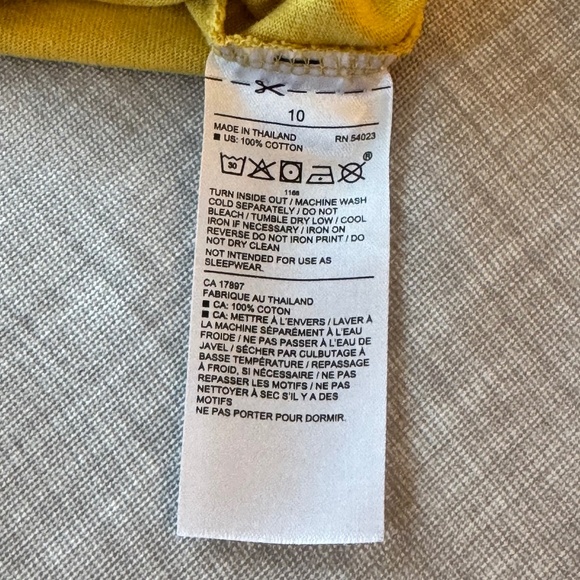 10
MADE IN THAILAND RN 54023
■ US: 100% COTTON
30 ®
1168
TURN INSIDE OUT / MACHINE WASH
COLD SEPARATELY / DO NOT
BLEACH / TUMBLE DRY LOW / COOL
IRON IF NECESSARY / IRON ON
REVERSE DO NOT IRON PRINT / DO
NOT DRY CLEAN
NOT INTENDED FOR USE AS
SLEEPWEAR.
CA 17897
FABRIQUE AU THAILAND
■ CA: 100% COTON
■ CA: METTRE À L'ENVERS / LAVER À
LA MACHINE SÉPARÉMENT À L'EAU
FROIDE / NE PAS PASSER À L'EAU DE
JAVEL / SÉCHER PAR CULBUTAGE À
BASSE TEMPÉRATURE / REPASSAGE
À FROID, SI NÉCESSAIRE / NE PAS
REPASSER LES MOTIFS / NE PAS
NETTOYER À SEC S'IL Y A DES
MOTIFS
NE PAS PORTER POUR DORMIR.